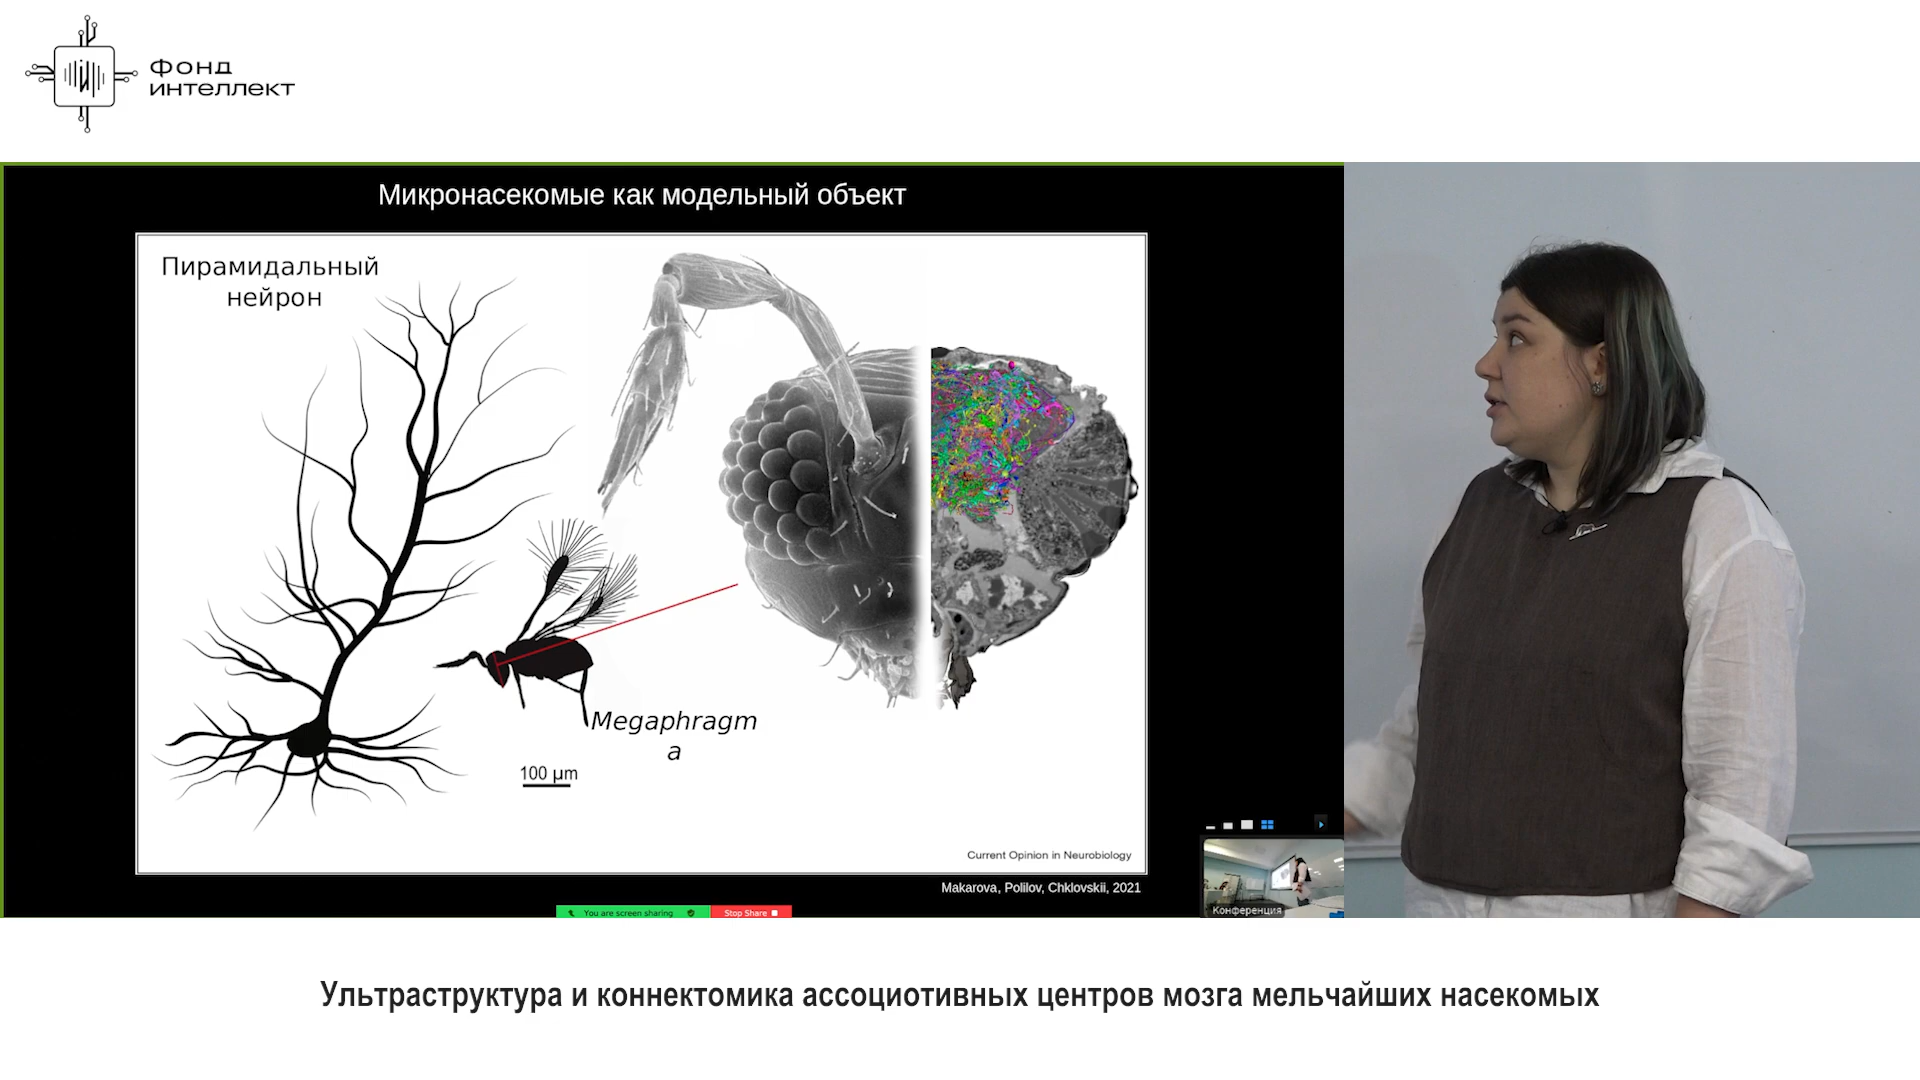 Фонд
интеллект
Микронасекомые как модельный объект
Пирамидальный
нейрон
Megaphragm
a
100 µm
Current Opinion in Neurobiology
Makarova, Polilov, Chklovskii, 2021
You are screen sharing
Stop Share
Конференция
Ультраструктура и коннектомика ассоциотивных центров мозга мельчайших насекомых